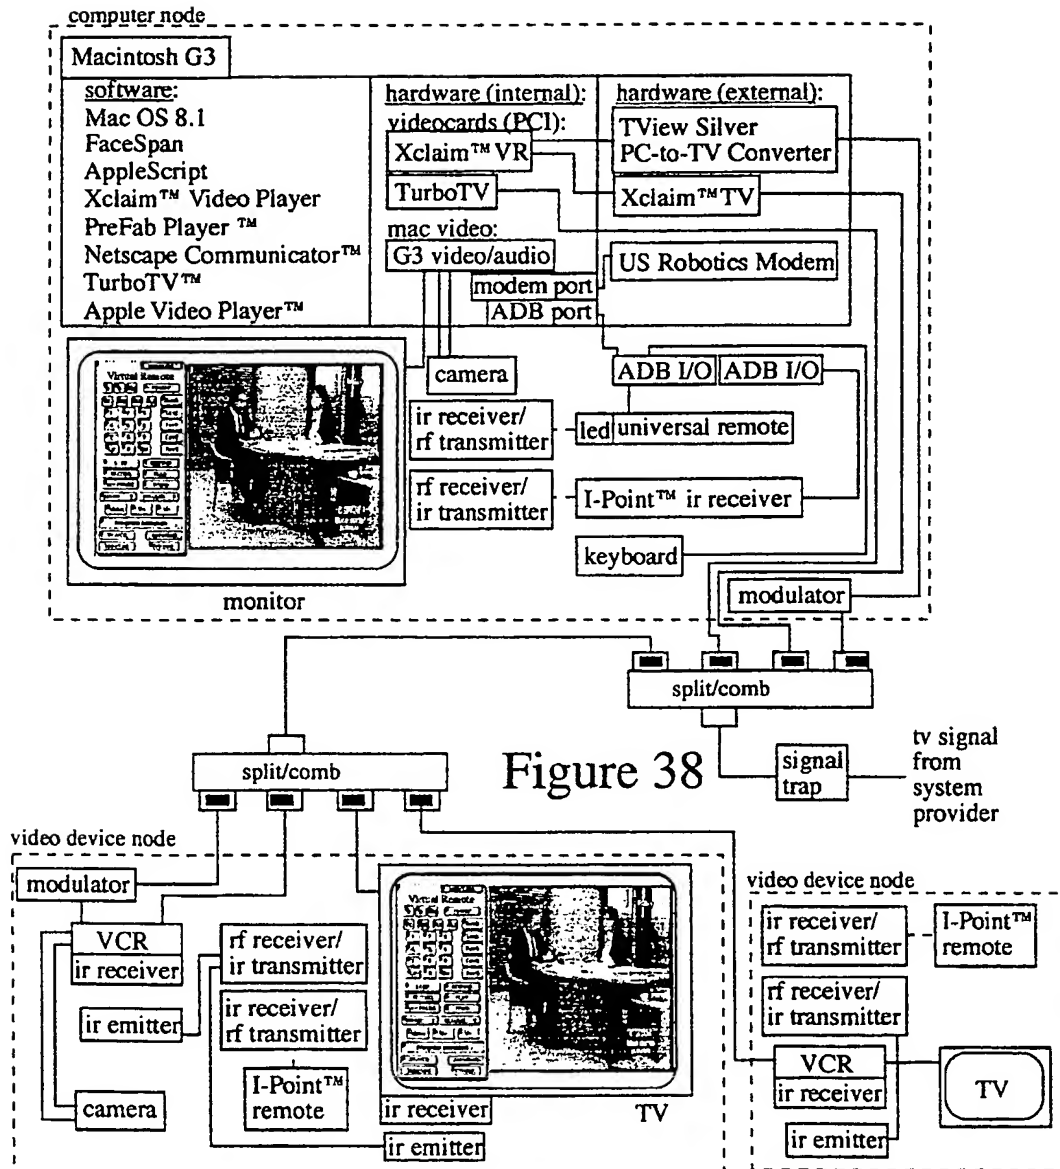 computer node
Macintosh G3
software:
Mac OS 8.1
FaceSpan
AppleScript
Xclaim™ Video Player
PreFab Player ™
Netscape Communicator™
TurboTV™
Apple Video Player™
hardware (internal):
videocards (PCI):
Xclaim™ VR
TurboTV
mac video:
G3 video/audio
modem port
ADB port
hardware (external):
TView Silver
PC-to-TV Converter
Xclaim™ TV
US Robotics Modem
Virtual Remote
monitor
camera
ADB I/O
ADB I/O
ir receiver/
rf transmitter
led
universal remote
rf receiver/
ir transmitter
I-Point™ ir receiver
keyboard
modulator
split/comb
split/comb
Figure 38
signal
trap
tv signal
from
system
provider
video device node
modulator
VCR
ir receiver
ir emitter
camera
rf receiver/
ir transmitter
ir receiver/
rf transmitter
I-Point™
remote
Virtual Remote
ir receiver
TV
ir emitter
video device node
ir receiver/
rf transmitter
I-Point™
remote
rf receiver/
ir transmitter
VCR
ir receiver
ir emitter
TV